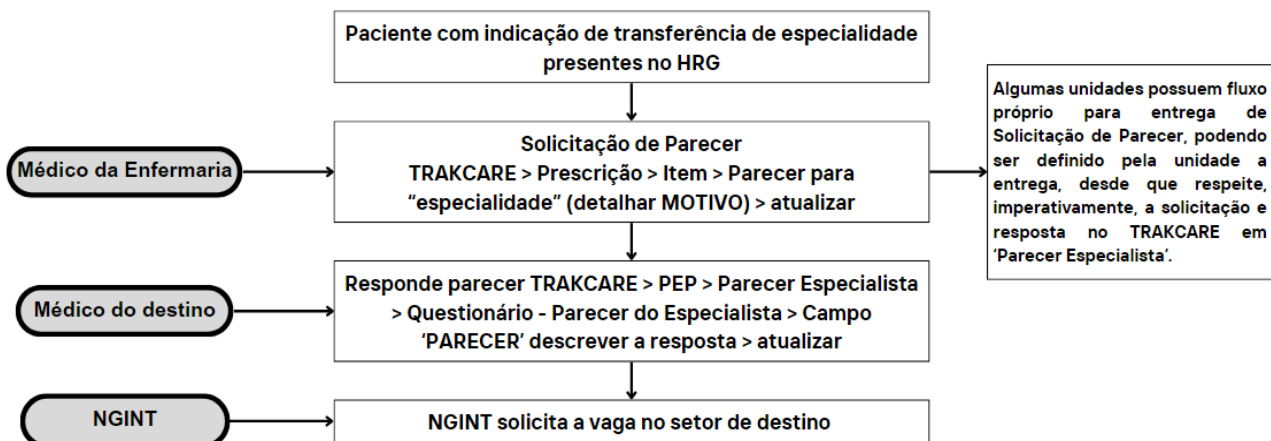 Paciente com indicação de transferência de especialidade
presentes no HRG
Médico da Enfermaria
Solicitação de Parecer
TRAKCARE > Prescrição > Item > Parecer para
“especialidade” (detalhar MOTIVO) > atualizar
Algumas unidades possuem fluxo
próprio para entrega de
Solicitação de Parecer, podendo
ser definido pela unidade a
entrega, desde que respeite,
imperativamente, a solicitação e
resposta no TRAKCARE em
‘Parecer Especialista’.
Médico do destino
Responde parecer TRAKCARE > PEP > Parecer Especialista
> Questionário - Parecer do Especialista > Campo
‘PARECER’ descrever a resposta > atualizar
NGINT
NGINT solicita a vaga no setor de destino